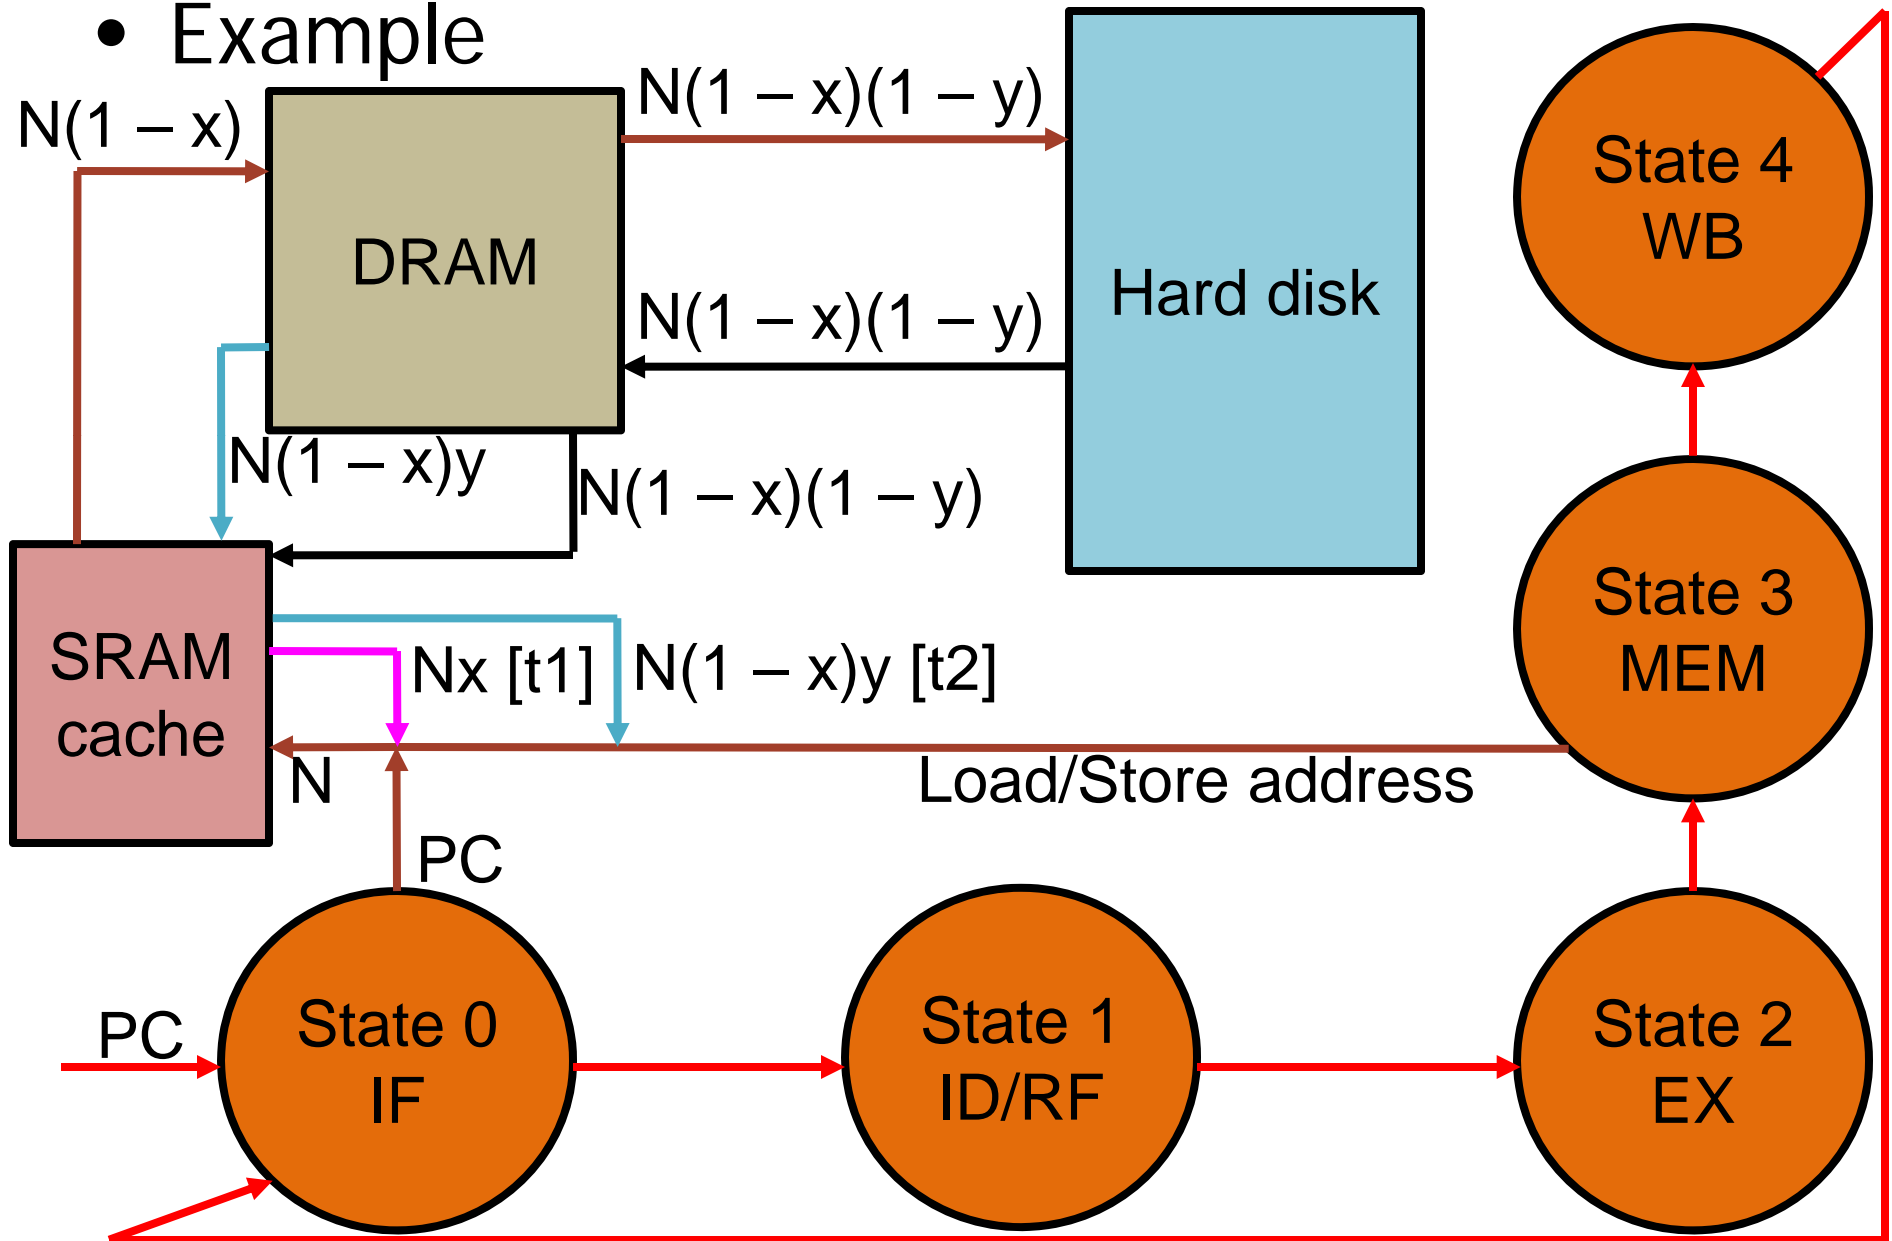 • Example
N(1 – x)
N(1 – x)(1 – y)
DRAM
Hard disk
N(1 – x)(1 – y)
N(1 – x)y
N(1 – x)(1 – y)
State 4
WB
SRAM
cache
Nx [t1]
N(1 – x)y [t2]
State 3
MEM
N
Load/Store address
PC
PC
State 0
IF
State 1
ID/RF
State 2
EX